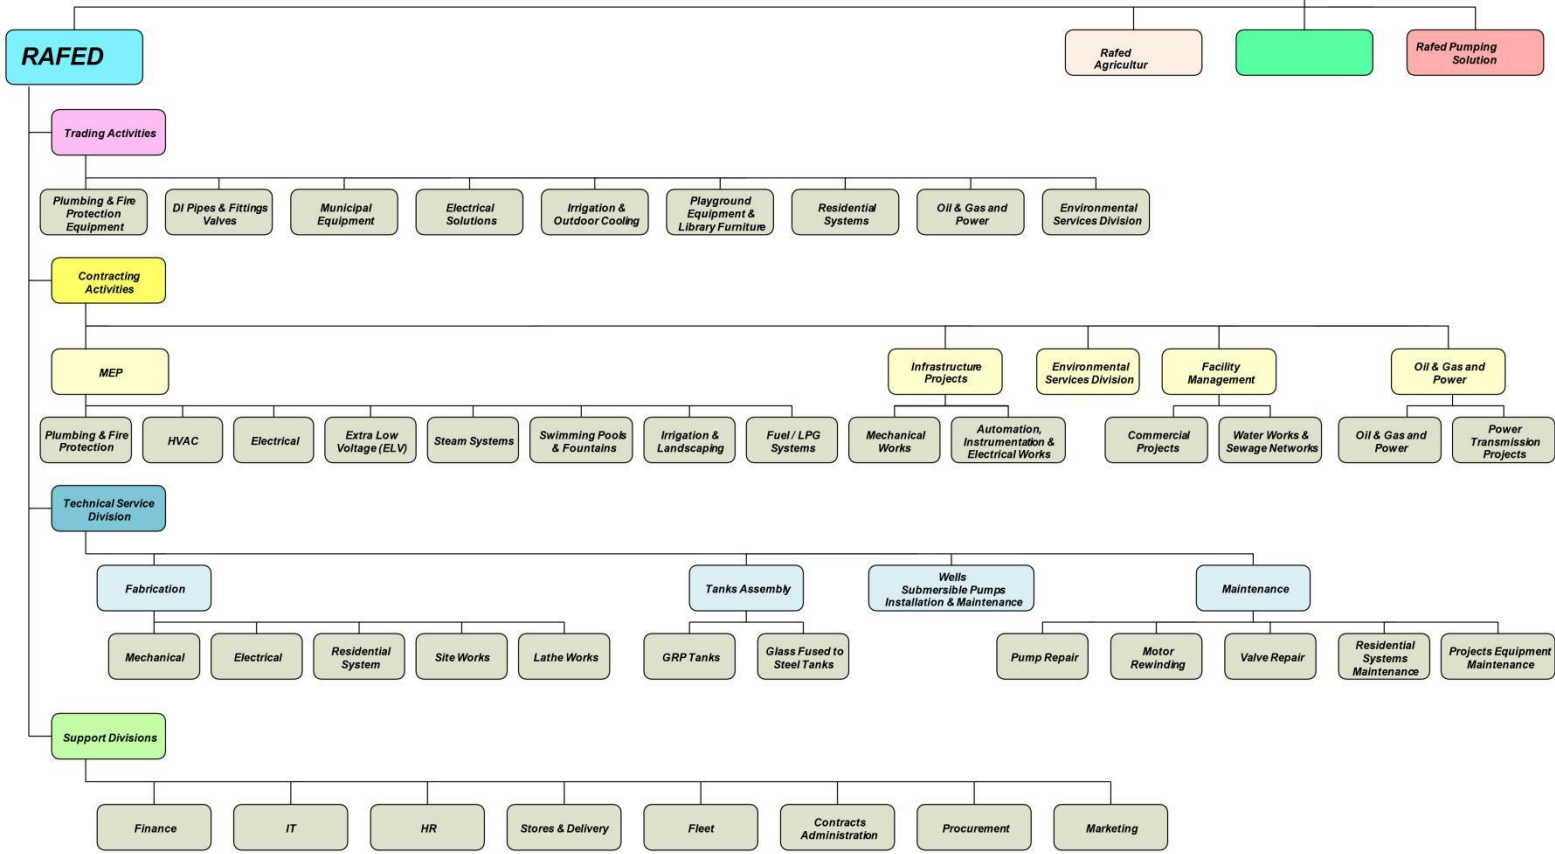 RAFED
Rafed
Agricultur
Rafed Pumping
Solution
Trading Activities
Plumbing & Fire
Protection
Equipment
DI Pipes & Fittings
Valves
Municipal
Equipment
Electrical
Solutions
Irrigation &
Outdoor Cooling
Playground
Equipment &
Library Furniture
Residential
Systems
Oil & Gas and
Power
Environmental
Services Division
Contracting
Activities
MEP
Infrastructure
Projects
Environmental
Services Division
Facility
Management
Oil & Gas and
Power
Plumbing & Fire
Protection
HVAC
Electrical
Extra Low
Voltage (ELV)
Steam Systems
Swimming Pools
& Fountains
Irrigation &
Landscaping
Fuel / LPG
Systems
Mechanical
Works
Automation,
Instrumentation &
Electrical Works
Commercial
Projects
Water Works &
Sewage Networks
Oil & Gas and
Power
Power
Transmission
Projects
Technical Service
Division
Fabrication
Tanks Assembly
Wells
Submersible Pumps
Installation & Maintenance
Maintenance
Mechanical
Electrical
Residential
System
Site Works
Lathe Works
GRP Tanks
Glass Fused to
Steel Tanks
Pump Repair
Motor
Rewinding
Valve Repair
Residential
Systems
Maintenance
Projects Equipment
Maintenance
Support Divisions
Finance
IT
HR
Stores & Delivery
Fleet
Contracts
Administration
Procurement
Marketing